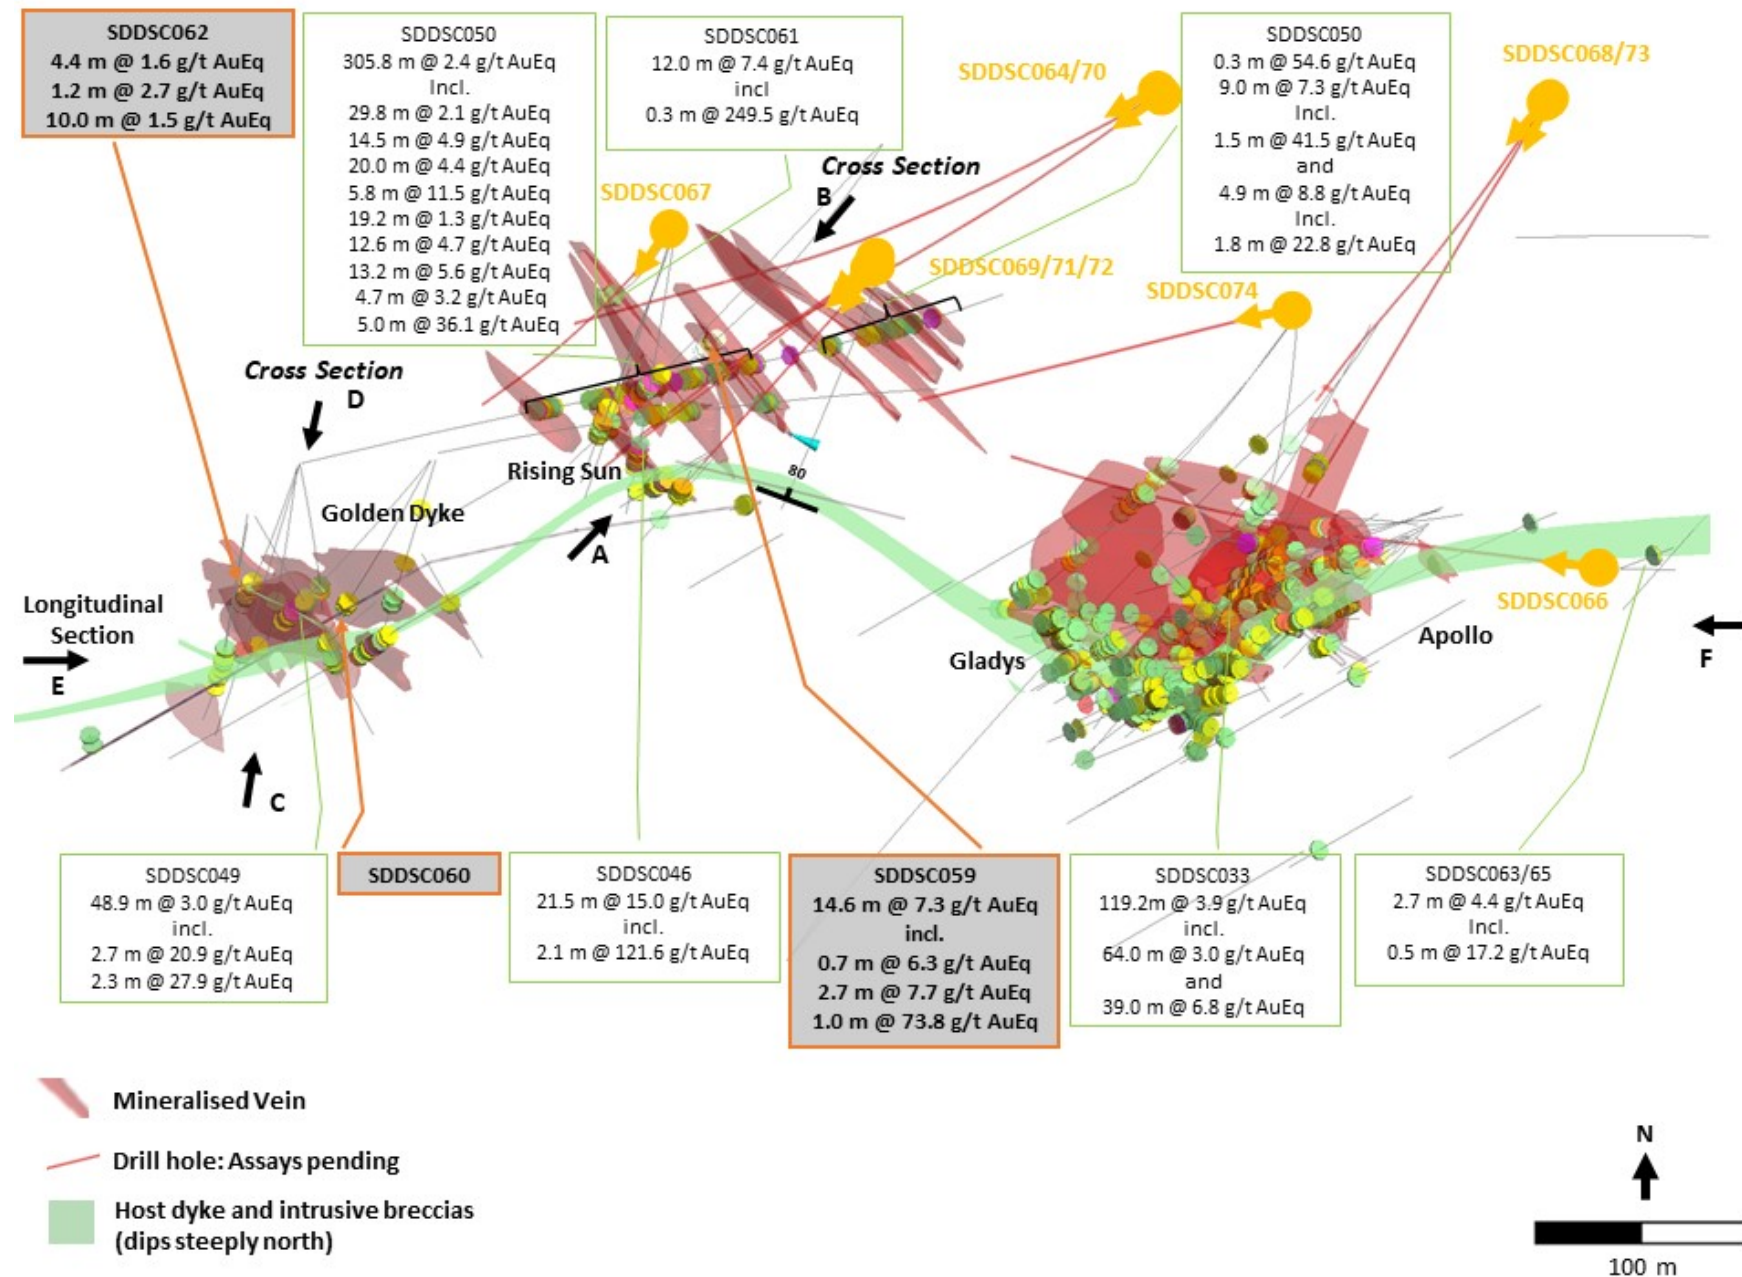 SDDSC062
4.4 m @ 1.6 g/t AuEq
1.2 m @ 2.7 g/t AuEq
10.0 m @ 1.5 g/t AuEq
SDDSC050
305.8 m @ 2.4 g/t AuEq
Incl.
29.8 m @ 2.1 g/t AuEq
14.5 m @ 4.9 g/t AuEq
20.0 m @ 4.4 g/t AuEq
5.8 m @ 11.5 g/t AuEq
19.2 m @ 1.3 g/t AuEq
12.6 m @ 4.7 g/t AuEq
13.2 m @ 5.6 g/t AuEq
4.7 m @ 3.2 g/t AuEq
5.0 m @ 36.1 g/t AuEq
SDDSC061
12.0 m @ 7.4 g/t AuEq
incl
0.3 m @ 249.5 g/t AuEq
SDDSC064/70
SDDSC050
0.3 m @ 54.6 g/t AuEq
9.0 m @ 7.3 g/t AuEq
Incl.
1.5 m @ 41.5 g/t AuEq
and
4.9 m @ 8.8 g/t AuEq
Incl.
1.8 m @ 22.8 g/t AuEq
SDDSC068/73
Cross Section
B
SDDSC067
SDDSC069/71/72
SDDSC074
Cross Section
D
Rising Sun
80
Golden Dyke
A
Longitudinal
Section
E
SDDSC066
Apollo
Gladys
F
C
SDDSC049
48.9 m @ 3.0 g/t AuEq
incl.
2.7 m @ 20.9 g/t AuEq
2.3 m @ 27.9 g/t AuEq
SDDSC060
SDDSC046
21.5 m @ 15.0 g/t AuEq
incl.
2.1 m @ 121.6 g/t AuEq
SDDSC059
14.6 m @ 7.3 g/t AuEq
incl.
0.7 m @ 6.3 g/t AuEq
2.7 m @ 7.7 g/t AuEq
1.0 m @ 73.8 g/t AuEq
SDDSC033
119.2m @ 3.9 g/t AuEq
incl.
64.0 m @ 3.0 g/t AuEq
and
39.0 m @ 6.8 g/t AuEq
SDDSC063/65
2.7 m @ 4.4 g/t AuEq
Incl.
0.5 m @ 17.2 g/t AuEq
Mineralised Vein
Drill hole: Assays pending
Host dyke and intrusive breccias
(dips steeply north)
N
100 m